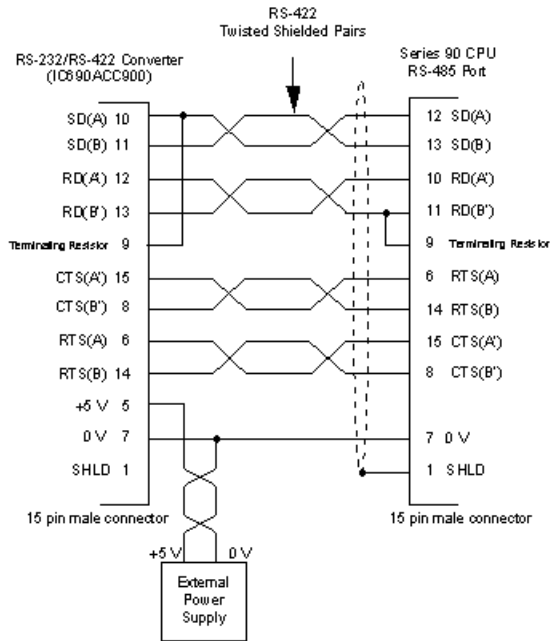 RS-422
Twisted Shielded Pairs
RS-232/RS-422 Converter
(IC690ACC900)
Series 90 CPU
RS-485 Port
SD(A) 10
12 SD(A)
SD(B) 11
13 SD(B)
RD(A') 12
10 RD(A')
RD(B') 13
11 RD(B')
Terminating Resistor 9
9 Terminating Resistor
CTS(A') 15
6 RTS(A)
CTS(B') 8
14 RTS(B)
RTS(A) 6
15 CTS(A')
RTS(B) 14
8 CTS(B')
+5 V 5
0 V 7
7 0 V
SHLD 1
1 SHLD
15 pin male connector
15 pin male connector
+5 V
0 V
External
Power
Supply